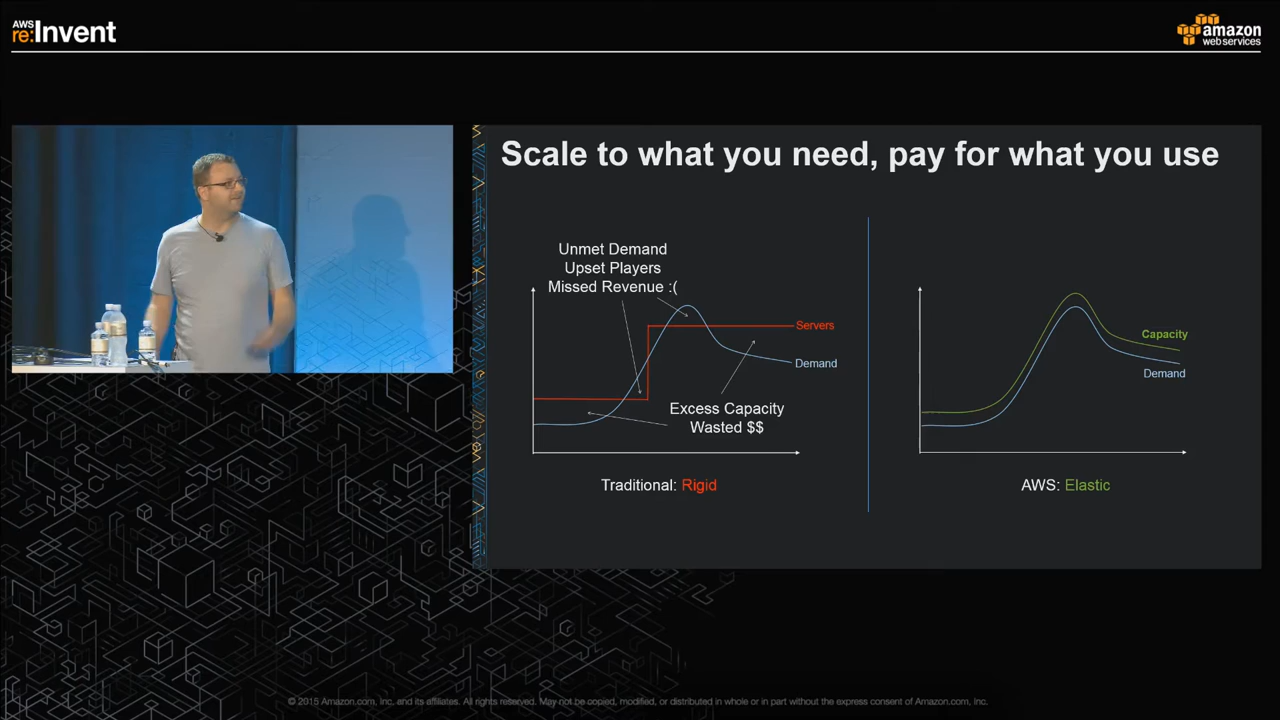 AWS
re:Invent
amazon
web services
Scale to what you need, pay for what you use
Unmet Demand
Upset Players
Missed Revenue :(
Servers
Demand
Excess Capacity
Wasted $$
Traditional: Rigid
Capacity
Demand
AWS: Elastic
© 2015 Amazon.com, Inc. and its affiliates. All rights reserved. May not be copied, modified, or distributed in whole or in part without the express consent of Amazon.com, Inc.